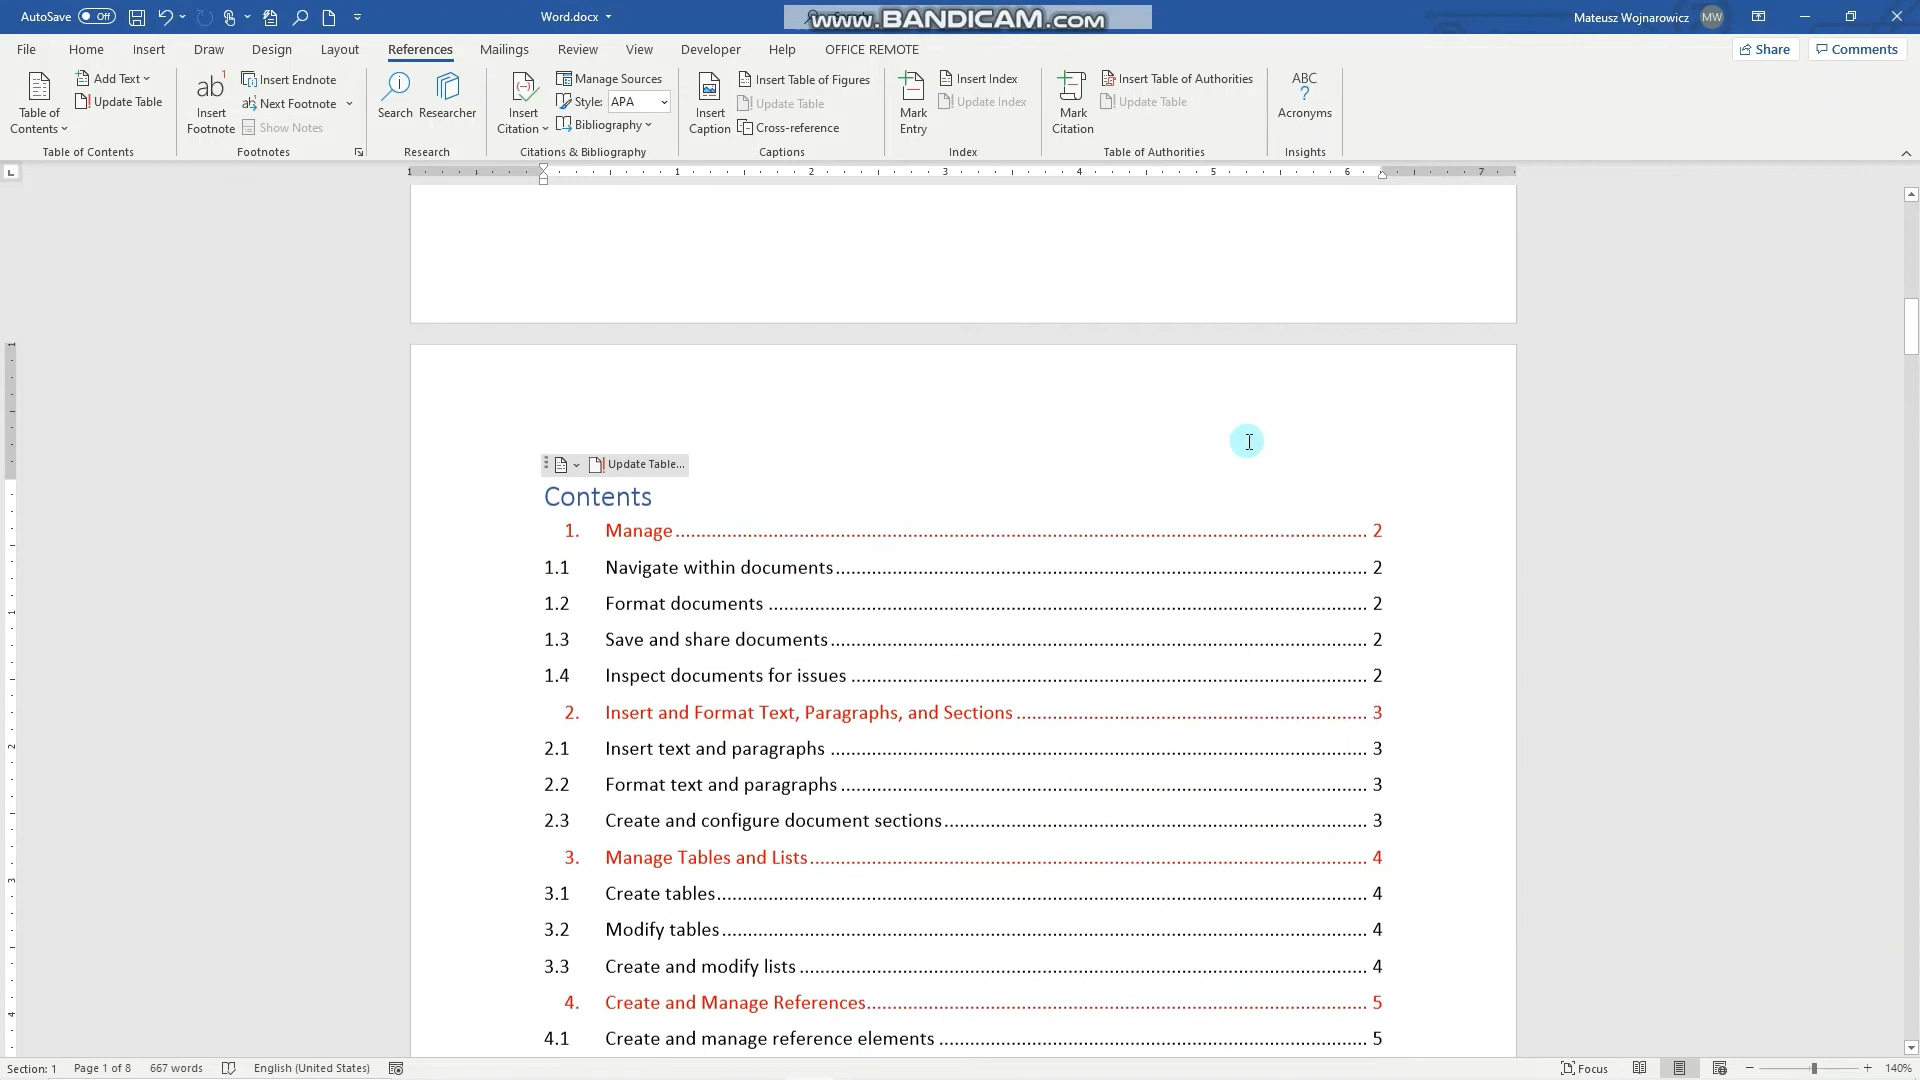 AutoSave Off Word.docx www.BANDICAM.com Mateusz Wojnarowicz MW
File Home Insert Draw Design Layout References Mailings Review View Developer Help OFFICE REMOTE Share Comments
Table of Contents
Add Text
Update Table
Table of Contents
ab1
Insert Footnote
Insert Endnote
Next Footnote
Show Notes
Footnotes
Search
Researcher
Research
Insert Citation
Manage Sources
Style: APA
Bibliography
Citations & Bibliography
Insert Caption
Insert Table of Figures
Update Table
Cross-reference
Captions
Mark Entry
Insert Index
Update Index
Index
Mark Citation
Insert Table of Authorities
Update Table
Table of Authorities
ABC
?
Acronyms
Insights
1 1 2 3 4 5 6 7
Update Table...
Contents
1. Manage 2
1.1 Navigate within documents 2
1.2 Format documents 2
1.3 Save and share documents 2
1.4 Inspect documents for issues 2
2. Insert and Format Text, Paragraphs, and Sections 3
2.1 Insert text and paragraphs 3
2.2 Format text and paragraphs 3
2.3 Create and configure document sections 3
3. Manage Tables and Lists 4
3.1 Create tables 4
3.2 Modify tables 4
3.3 Create and modify lists 4
4. Create and Manage References 5
4.1 Create and manage reference elements 5
Section: 1 Page 1 of 8 667 words English (United States) Focus 140%